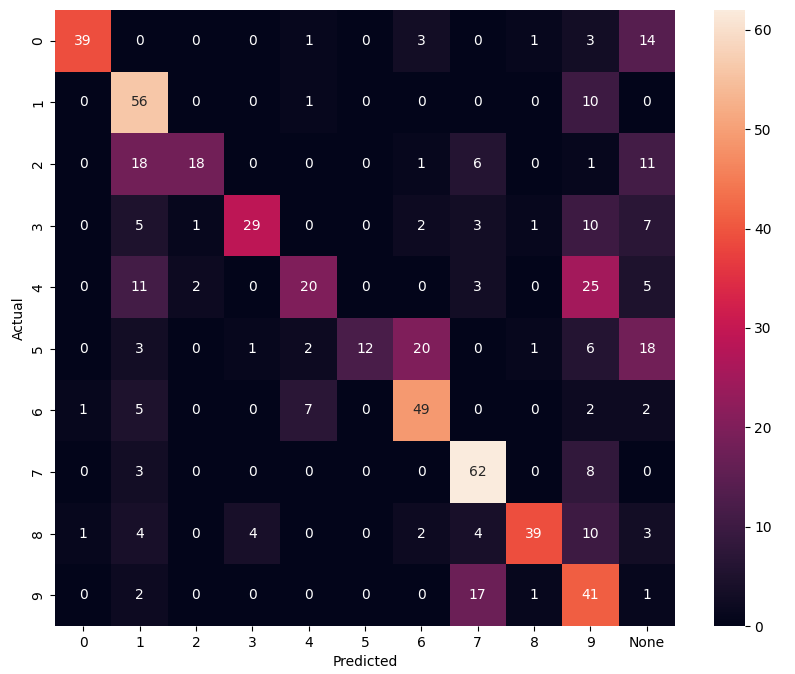 0 39 0 0 0 1 0 3 0 1 3 14
1 0 56 0 0 1 0 0 0 0 10 0
2 0 18 18 0 0 0 1 6 0 1 11
3 0 5 1 29 0 0 2 3 1 10 7
4 0 11 2 0 20 0 0 3 0 25 5
5 0 3 0 1 2 12 20 0 1 6 18
6 1 5 0 0 7 0 49 0 0 2 2
7 0 3 0 0 0 0 0 62 0 8 0
8 1 4 0 4 0 0 2 4 39 10 3
9 0 2 0 0 0 0 0 17 1 41 1
0 1 2 3 4 5 6 7 8 9 None
Predicted
Actual
60
50
40
30
20
10
0